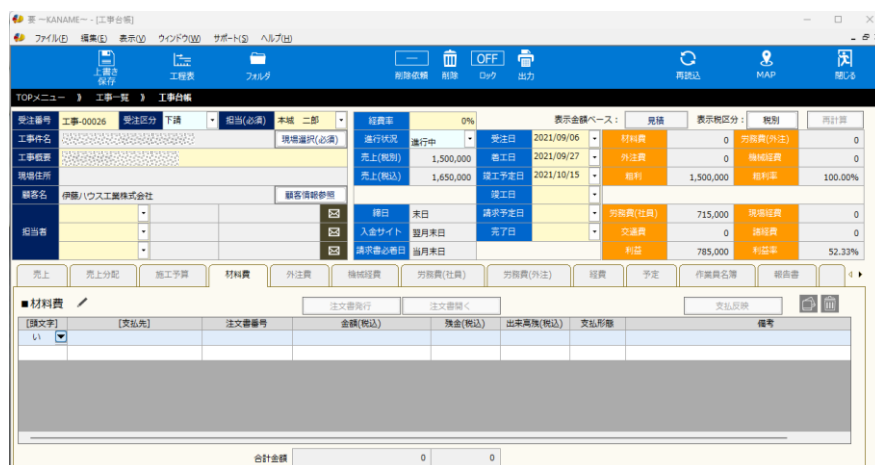 要 ーKANAMEー - [工事台帳]
ファイル(F) 編集(E) 表示(V) ウィンドウ(W) サポート(S) ヘルプ(H)
上書き保存 工程表 フォルダ 削除依頼 削除 OFF ロック 出力 再読込 MAP 閉じる
TOPメニュー 》 工事一覧 》 工事台帳
受注番号 工事-00026 受注区分 下請 担当(必須) 本城 二郎 経費率 0% 表示金額ベース： 見積 表示税区分： 税別 再計算
工事件名 現場選択(必須) 進行状況 進行中 受注日 2021/09/06 材料費 0 労務費(外注) 0
工事概要 売上(税別) 1,500,000 着工日 2021/09/27 外注費 0 機械経費 0
現場住所 売上(税込) 1,650,000 竣工予定日 2021/10/15 粗利 1,500,000 粗利率 100.00%
顧客名 伊藤ハウス工業株式会社 顧客情報参照 竣工日
担当者 締日 末日 請求予定日 労務費(社員) 715,000 現場経費 0
入金サイト 翌月末日 完了日 交通費 0 諸経費 0
請求書必着日 当月末日 利益 785,000 利益率 52.33%
売上 売上分配 施工予算 材料費 外注費 機械経費 労務費(社員) 労務費(外注) 経費 予定 作業員名簿 報告書
■材料費 注文書発行 注文書開く 支払反映
[頭文字] [支払先] 注文書番号 金額(税込) 残金(税込) 出来高残(税込) 支払形態 備考
い
合計金額 0 0